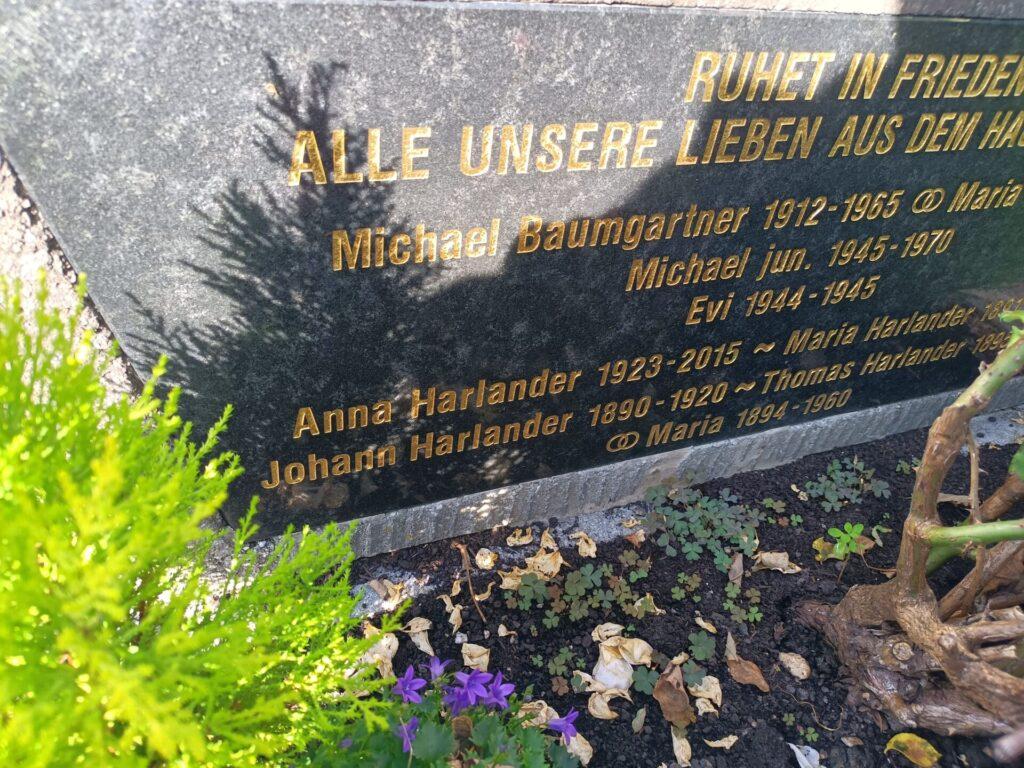 RUHET IN FRIEDEN
ALLE UNSERE LIEBEN AUS DEM
Michael Baumgartner 1912-1965 ⚭ Maria
Michael jun. 1945-1970
Evi 1944-1945
Anna Harlander 1923-2015 ~ Maria Harlander
Johann Harlander 1890-1920 ~ Thomas Harlander
⚭ Maria 1894-1960